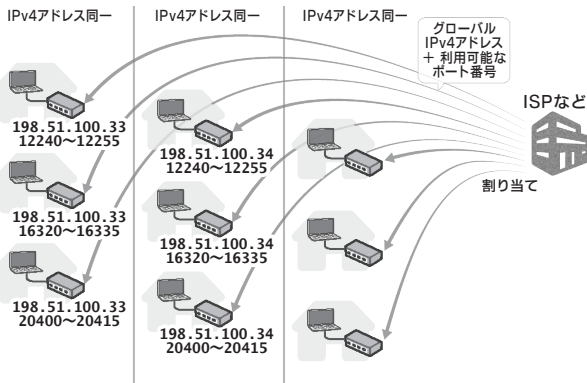 IPv4アドレス同一
IPv4アドレス同一
IPv4アドレス同一
グローバル
IPv4アドレス
＋ 利用可能な
ポート番号
ISPなど
割り当て
198.51.100.33
12240〜12255
198.51.100.33
16320〜16335
198.51.100.33
20400〜20415
198.51.100.34
12240〜12255
198.51.100.34
16320〜16335
198.51.100.34
20400〜20415